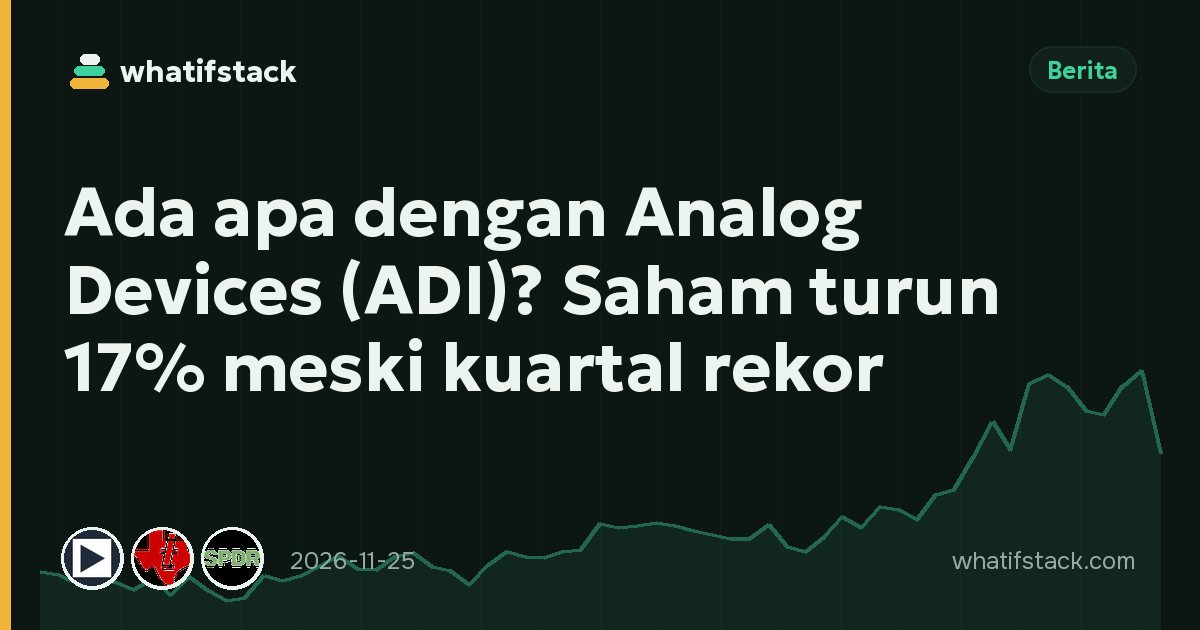 whatifstack
Berita
Ada apa dengan Analog
Devices (ADI)? Saham turun
17% meski kuartal rekor
SPDR
2026-11-25
whatifstack.com